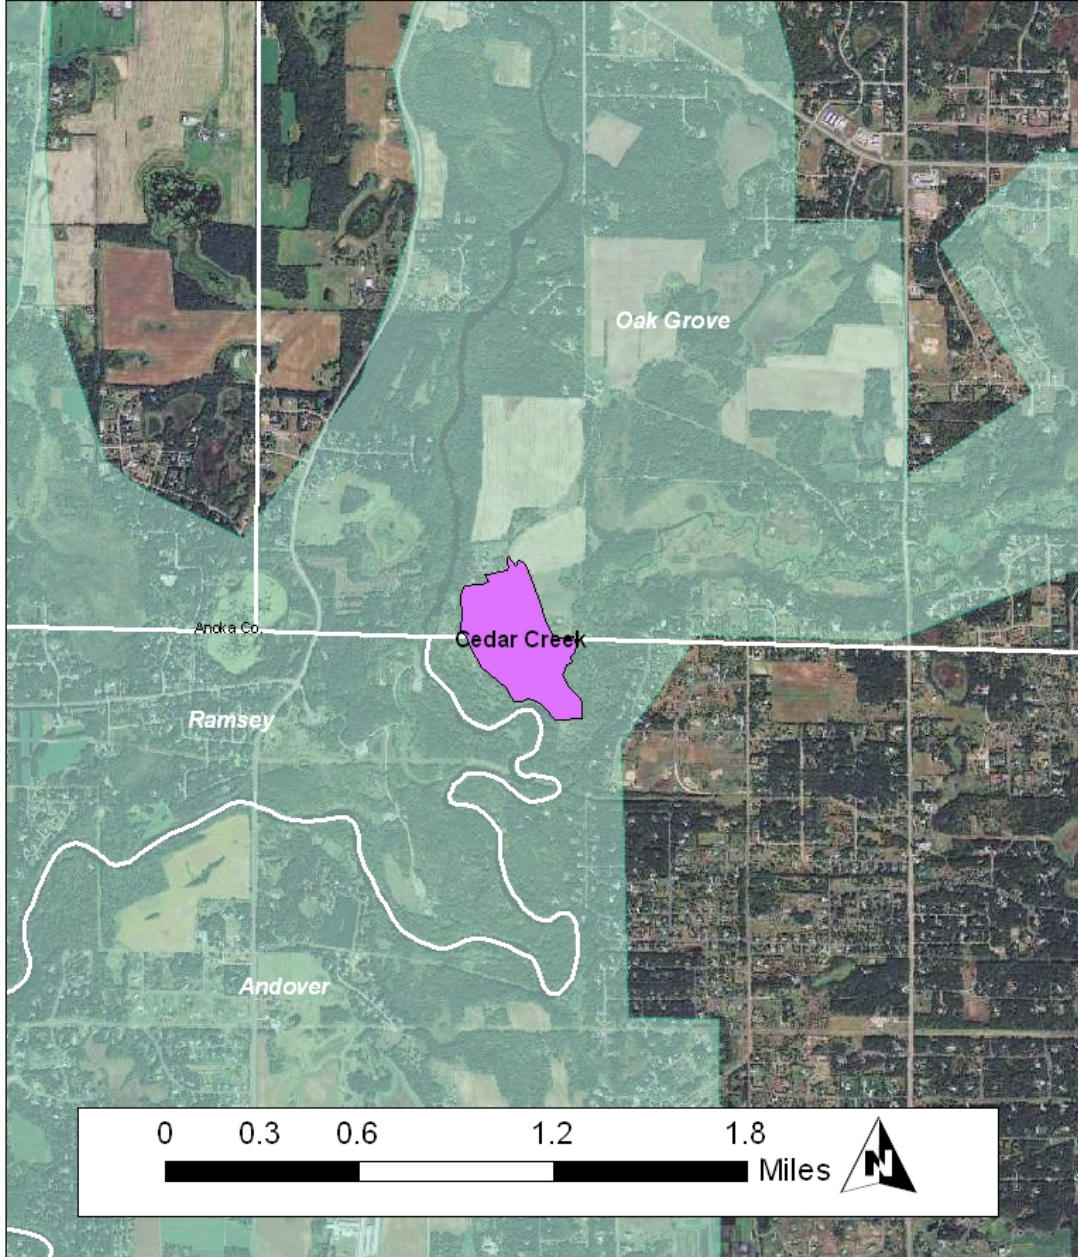 Oak Grove
Anoka Co.
Cedar Creek
Ramsey
Andover
0 0.3 0.6 1.2 1.8
Miles
N